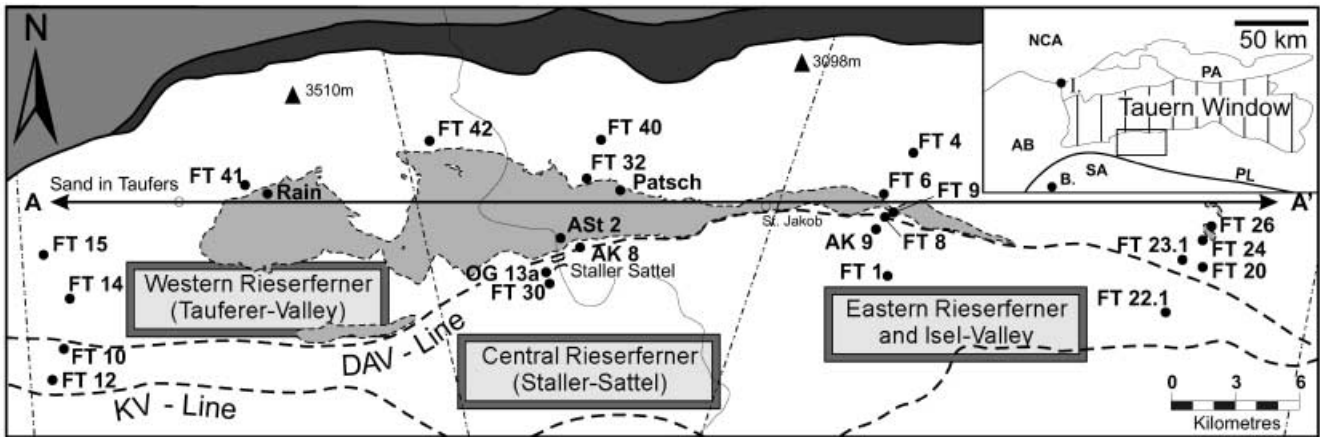 N
3510m
3098m
FT 42
FT 40
FT 4
FT 41
Rain
FT 32
Patsch
FT 6
FT 9
Sand in Taufers
A
A'
St. Jakob
ASt 2
AK 8
AK 9
FT 8
FT 26
FT 15
FT 23.1
FT 24
ÖG 13a
Staller Sattel
FT 1
FT 20
FT 14
FT 30
FT 22.1
Western Rieserferner
(Tauferer-Valley)
Eastern Rieserferner
and Isel-Valley
FT 10
DAV - Line
Central Rieserferner
(Staller-Sattel)
FT 12
KV - Line
0 3 6
Kilometres
50 km
NCA
PA
I.
Tauern Window
AB
SA
PL
B.